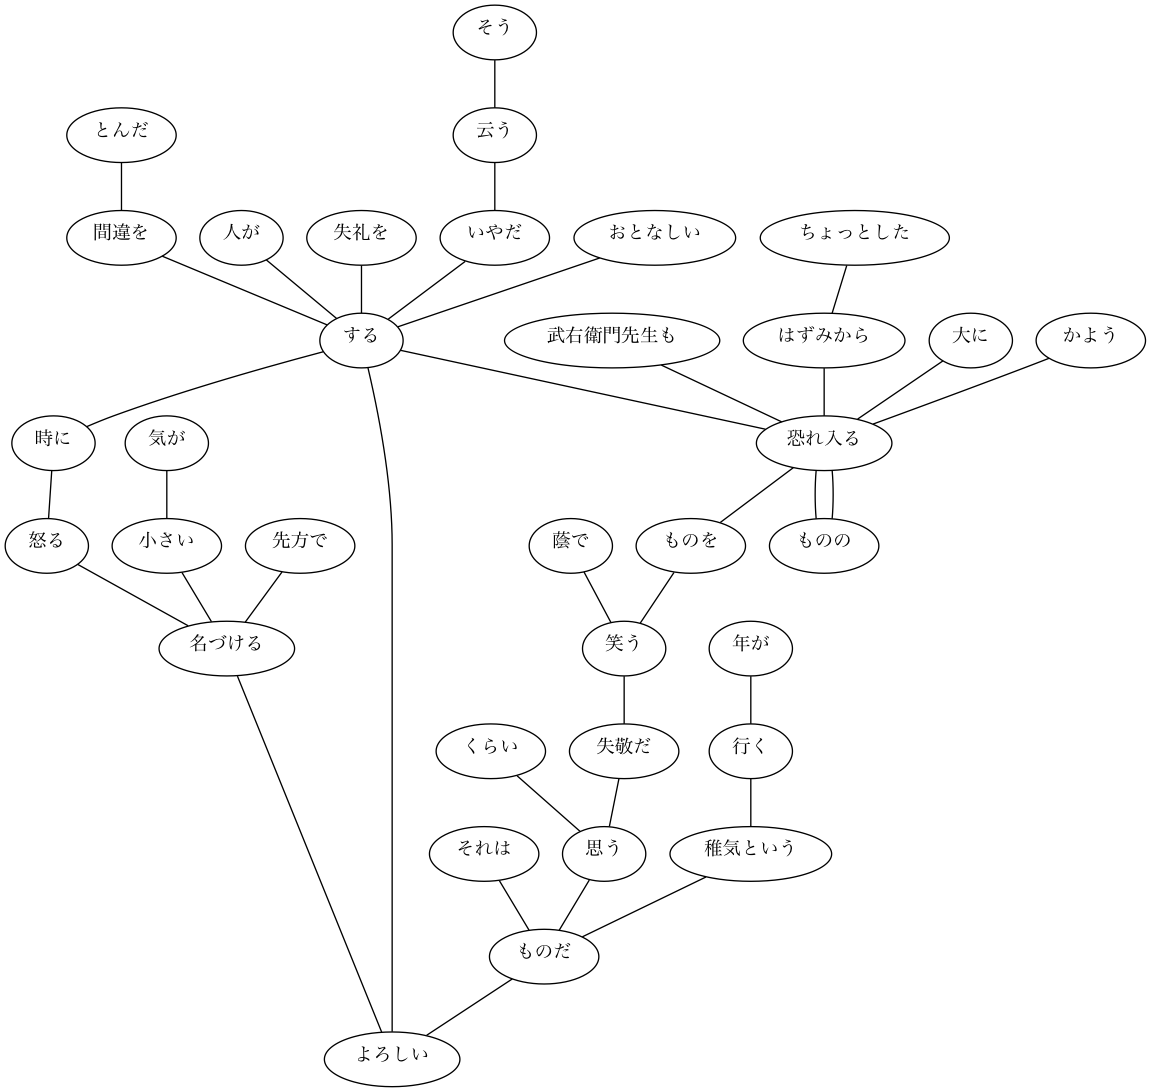 そう
とんだ
云う
間違を
人が
失礼を
いやだ
おとなしい
ちょっとした
する
武右衛門先生も
はずみから
大に
かよう
時に
気が
恐れ入る
怒る
小さい
先方で
蔭で
ものを
ものの
名づける
笑う
年が
くらい
失敬だ
行く
それは
思う
稚気という
ものだ
よろしい